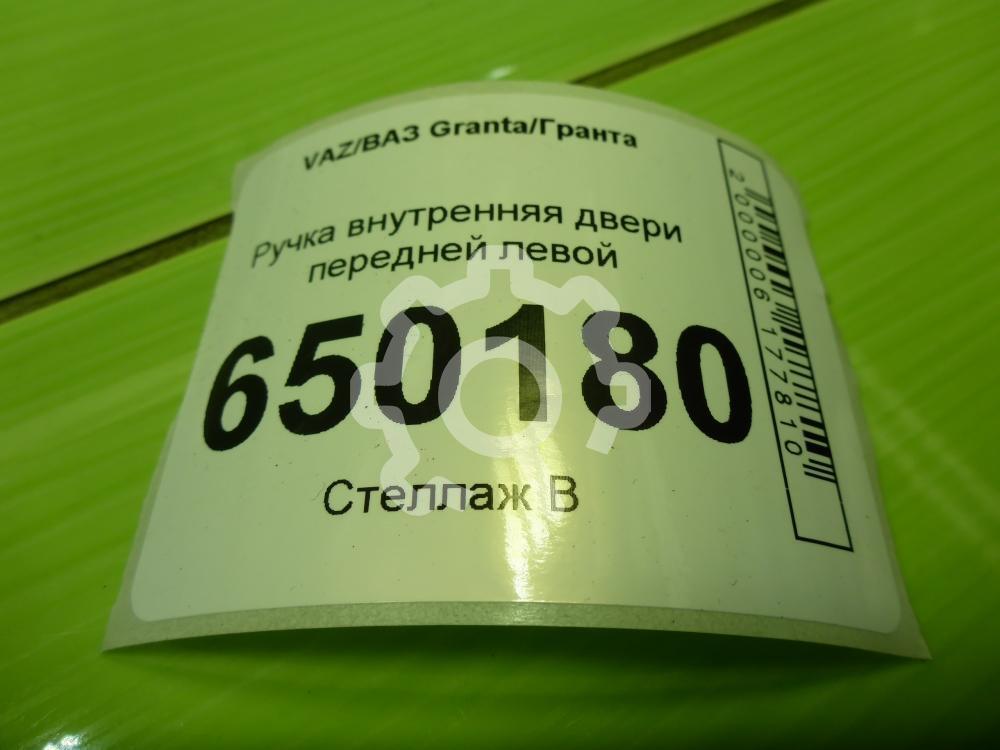 VAZ/ВАЗ Granta/Гранта
Ручка внутренняя двери
передней левой
650180
Стеллаж В
2000006177810